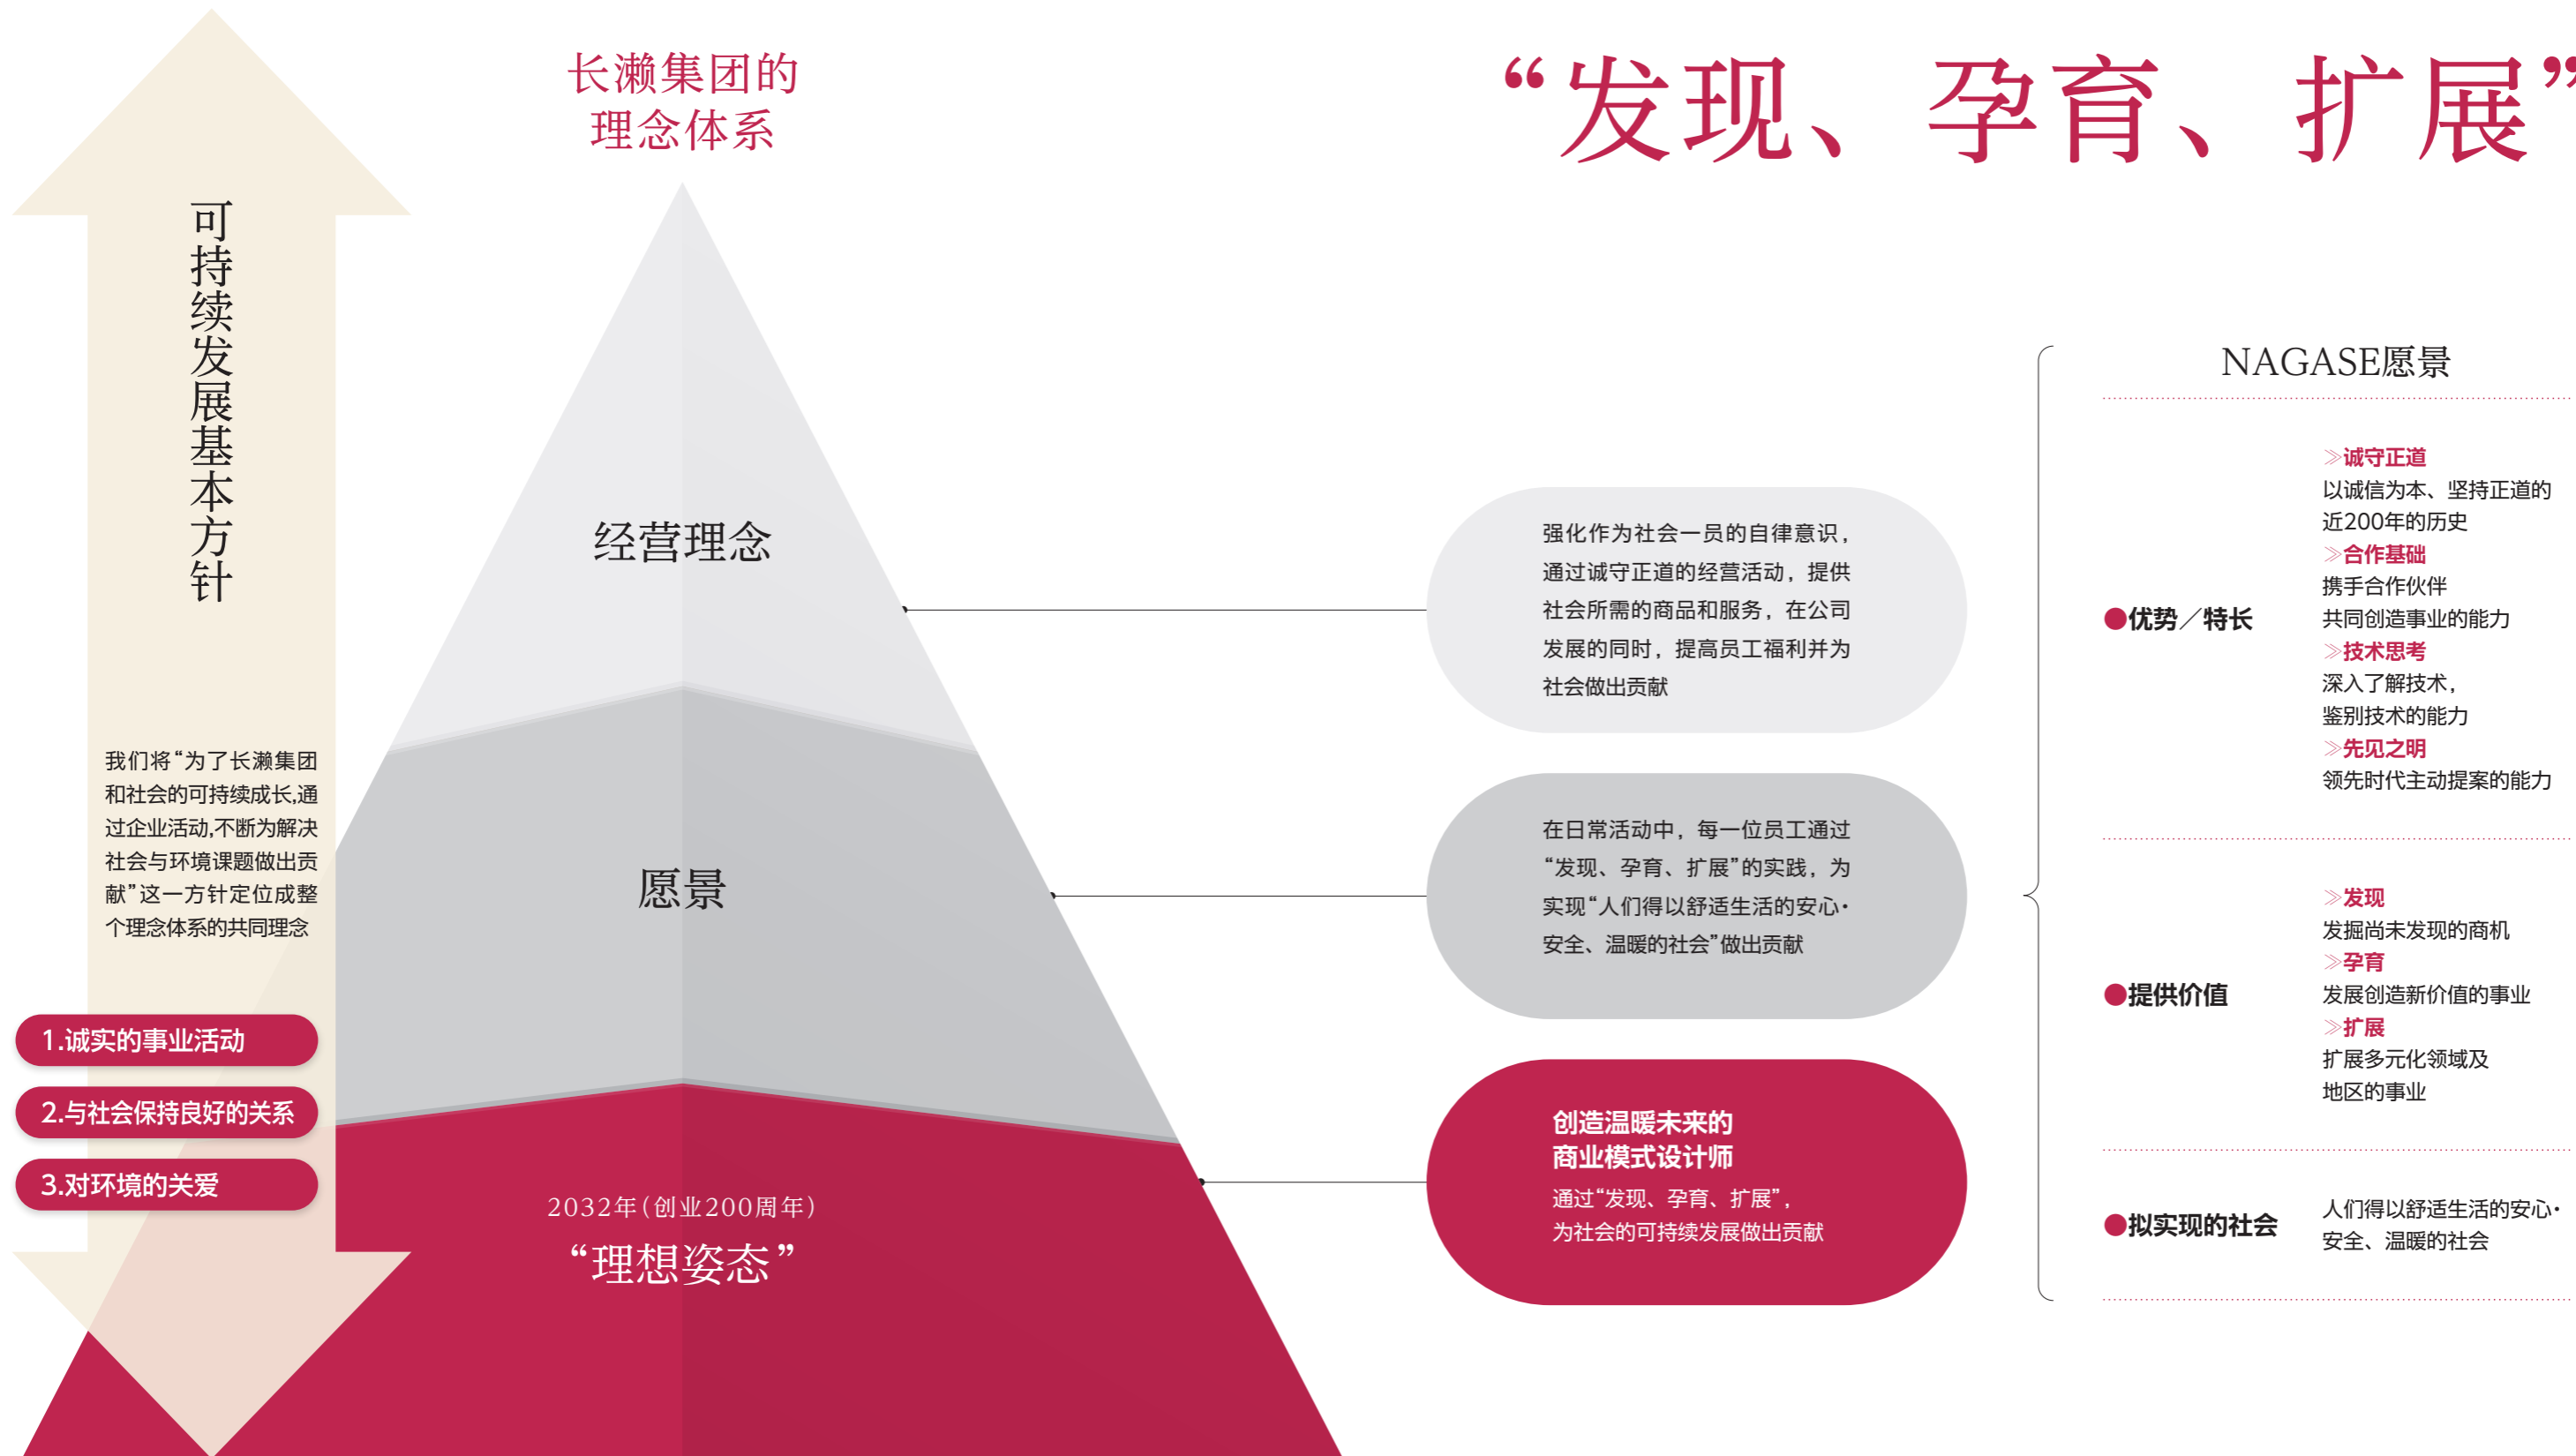 长濑集团的
理念体系
“发现、孕育、扩展”
可持续发展基本方针
我们将“为了长濑集团
和社会的可持续成长,通
过企业活动,不断为解决
社会与环境课题做出贡
献”这一方针定位成整
个理念体系的共同理念
1.诚实的事业活动
2.与社会保持良好的关系
3.对环境的关爱
经营理念
愿景
2032年(创业200周年)
“理想姿态”
强化作为社会一员的自律意识，
通过诚守正道的经营活动，提供
社会所需的商品和服务，在公司
发展的同时，提高员工福利并为
社会做出贡献
在日常活动中，每一位员工通过
“发现、孕育、扩展”的实践，为
实现“人们得以舒适生活的安心·
安全、温暖的社会”做出贡献
创造温暖未来的
商业模式设计师
通过“发现、孕育、扩展”，
为社会的可持续发展做出贡献
NAGASE愿景
●优势／特长
≫诚守正道
以诚信为本、坚持正道的
近200年的历史
≫合作基础
携手合作伙伴
共同创造事业的能力
≫技术思考
深入了解技术，
鉴别技术的能力
≫先见之明
领先时代主动提案的能力
●提供价值
≫发现
发掘尚未发现的商机
≫孕育
发展创造新价值的事业
≫扩展
扩展多元化领域及
地区的事业
●拟实现的社会
人们得以舒适生活的安心·
安全、温暖的社会